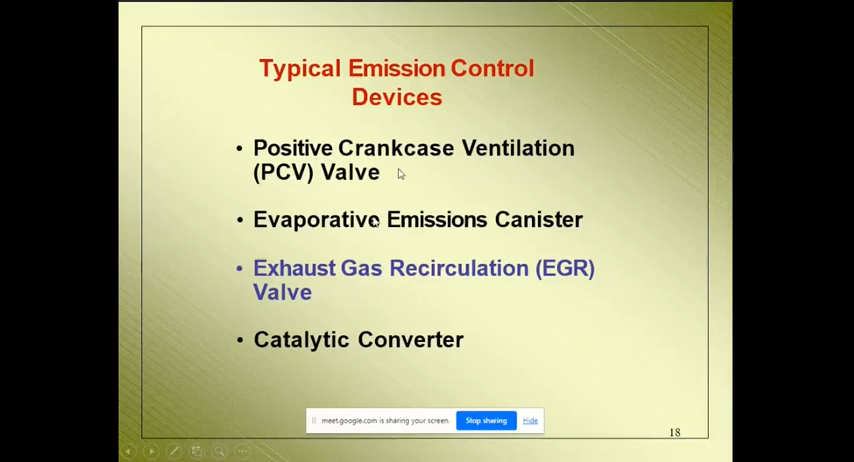 Typical Emission Control
Devices
• Positive Crankcase Ventilation
(PCV) Valve
• Evaporative Emissions Canister
• Exhaust Gas Recirculation (EGR)
Valve
• Catalytic Converter
meet.google.com is sharing your screen. Stop sharing Hide
18